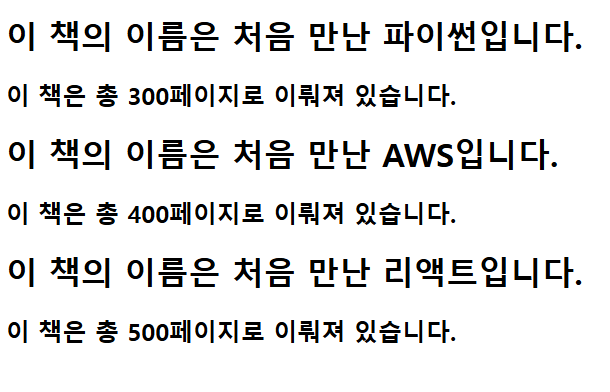 이 책의 이름은 처음 만난 파이썬입니다.
이 책은 총 300페이지로 이뤄져 있습니다.
이 책의 이름은 처음 만난 AWS입니다.
이 책은 총 400페이지로 이뤄져 있습니다.
이 책의 이름은 처음 만난 리액트입니다.
이 책은 총 500페이지로 이뤄져 있습니다.